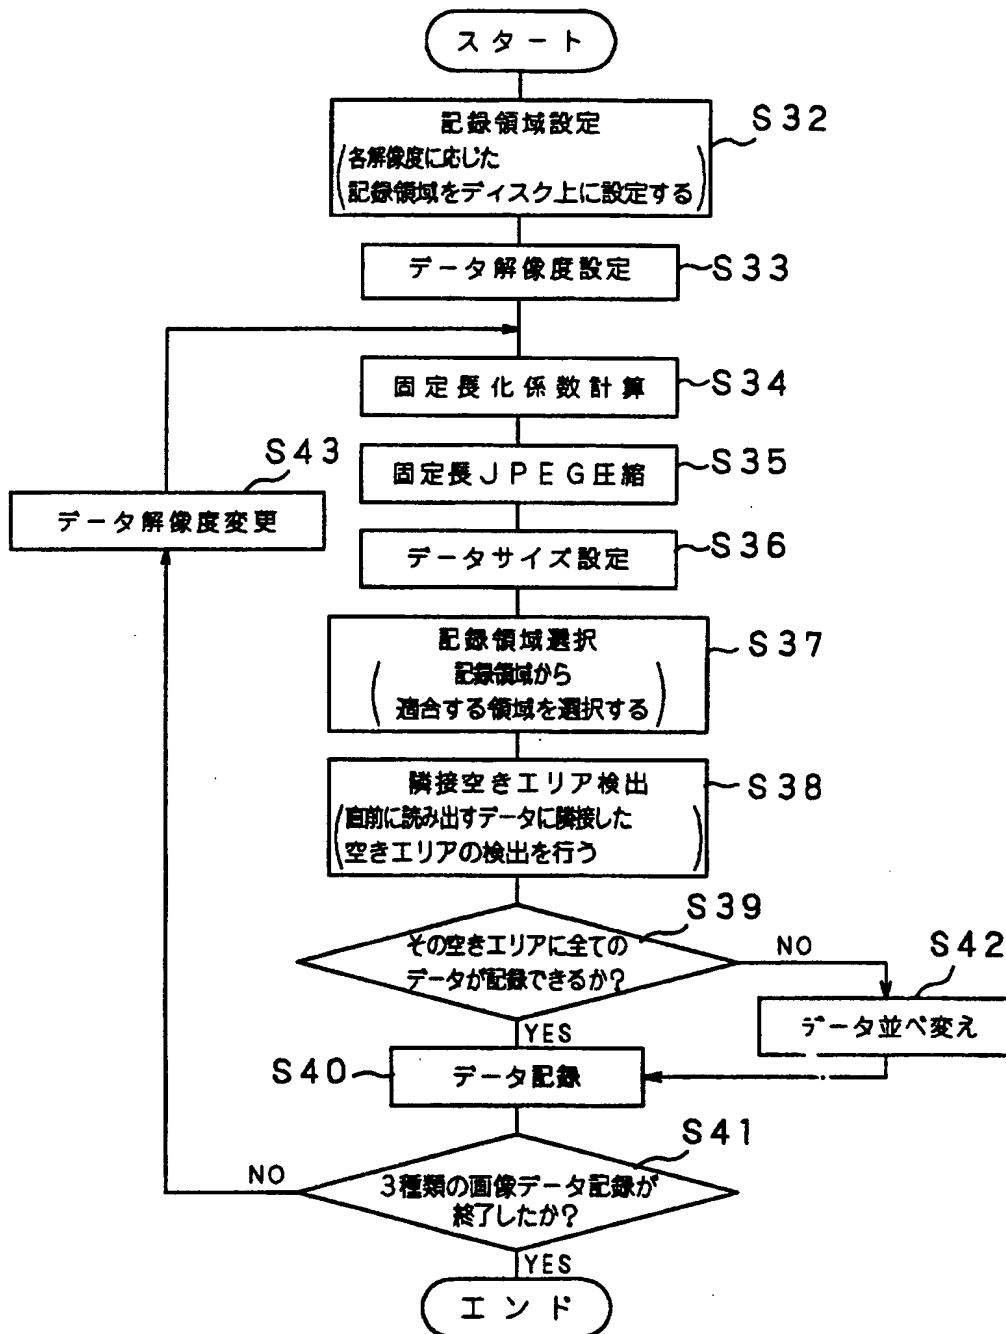 スタート
記録領域設定
S32
(各解像度に応じた
記録領域をディスク上に設定する)
データ解像度設定
S33
固定長化係数計算
S34
S43
固定長JPEG圧縮
S35
データ解像度変更
データサイズ設定
S36
記録領域選択
S37
(記録領域から
適合する領域を選択する)
隣接空きエリア検出
S38
(直前に読み出すデータに隣接した
空きエリアの検出を行う)
S39
その空きエリアに全ての
データが記録できるか?
NO
S42
YES
データ並べ変え
S40
データ記録
S41
NO
3種類の画像データ記録が
終了したか?
YES
エンド